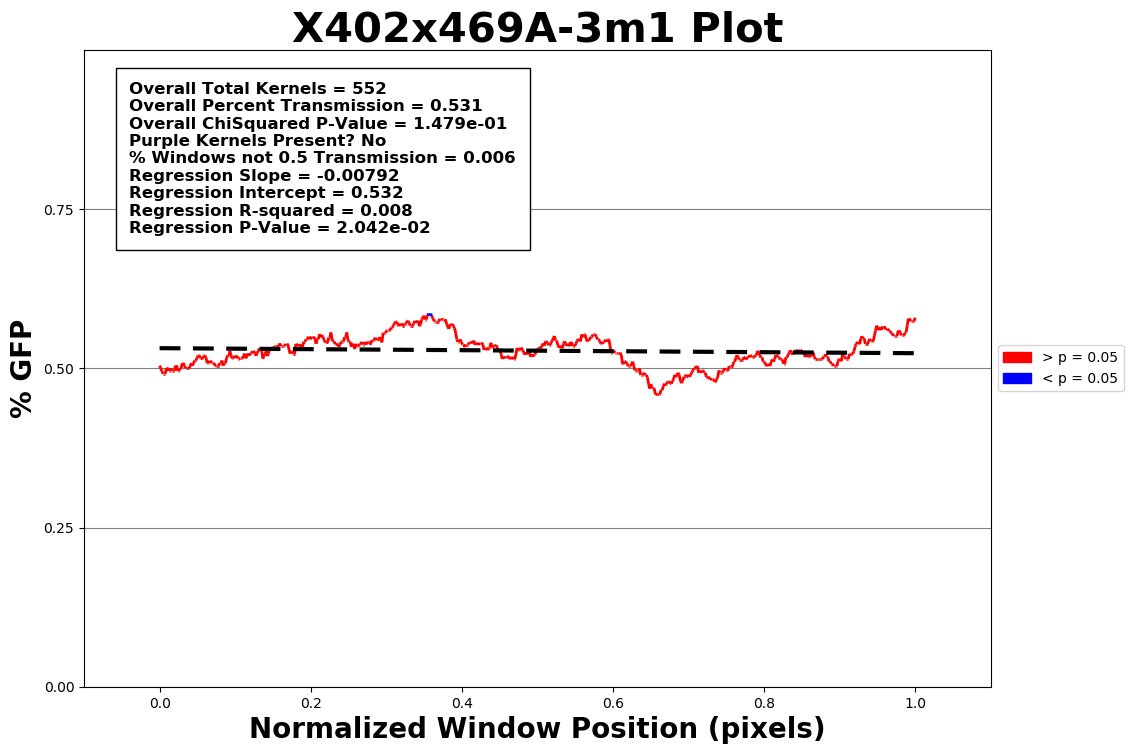 X402x469A-3m1 Plot
Overall Total Kernels = 552
Overall Percent Transmission = 0.531
Overall ChiSquared P-Value = 1.479e-01
Purple Kernels Present? No
% Windows not 0.5 Transmission = 0.006
Regression Slope = -0.00792
Regression Intercept = 0.532
Regression R-squared = 0.008
Regression P-Value = 2.042e-02
% GFP
0.75
0.50
0.25
0.00
> p = 0.05
< p = 0.05
0.0 0.2 0.4 0.6 0.8 1.0
Normalized Window Position (pixels)